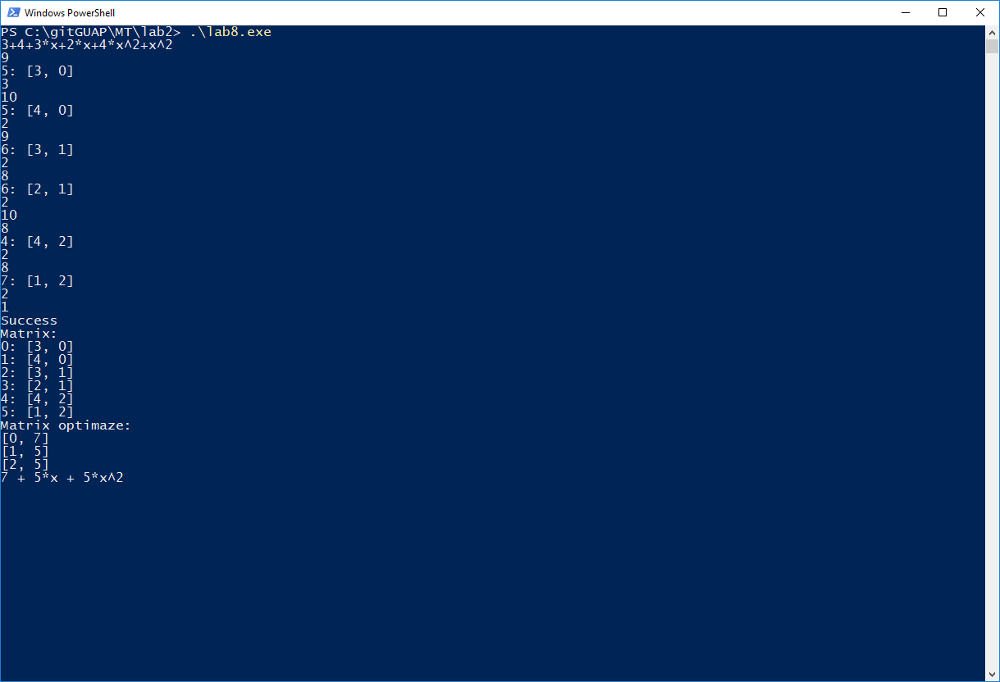 Windows PowerShell
PS C:\gitGUAP\MT\lab2> .\lab8.exe
3+4+3*x+2*x+4*x^2+x^2
9
5: [3, 0]
3
10
5: [4, 0]
2
9
6: [3, 1]
2
8
6: [2, 1]
2
10
8
4: [4, 2]
2
8
7: [1, 2]
2
1
Success
Matrix:
0: [3, 0]
1: [4, 0]
2: [3, 1]
3: [2, 1]
4: [4, 2]
5: [1, 2]
Matrix optimaze:
[0, 7]
[1, 5]
[2, 5]
7 + 5*x + 5*x^2